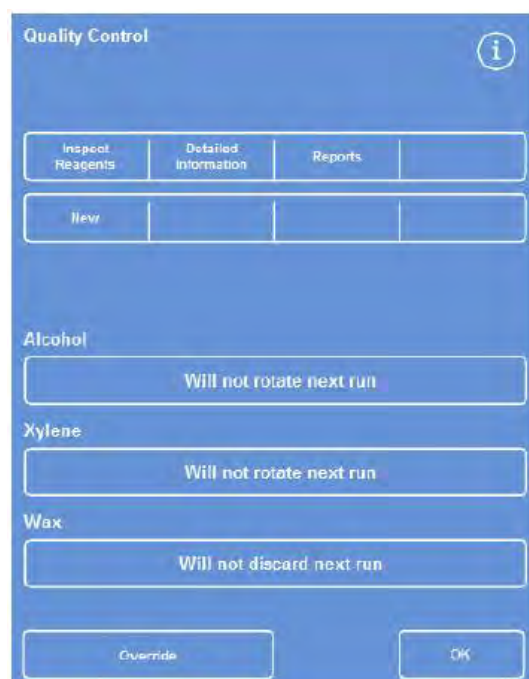 Quality Control
i
Inspect
Reagents
Detailed
Information
Reports
New
Alcohol
Will not rotate next run
Xylene
Will not rotate next run
Wax
Will not discard next run
Override
OK